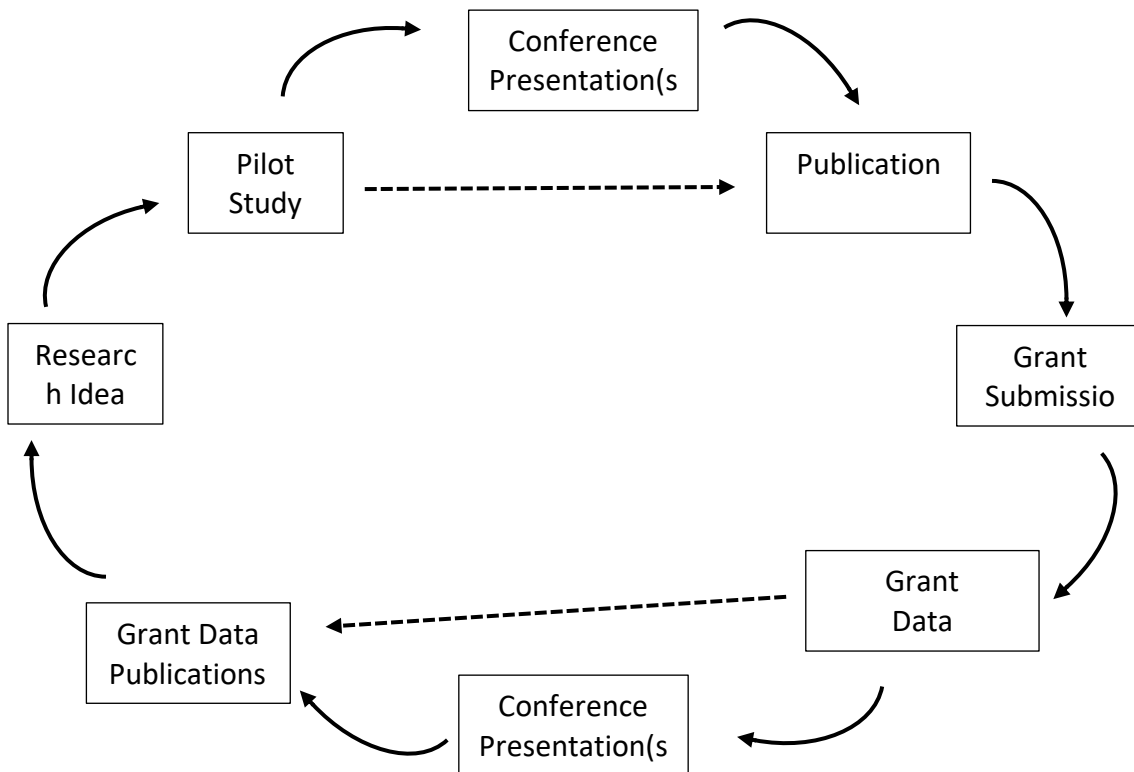 Conference
Presentation(s
Pilot
Study
Publication
Researc
h Idea
Grant
Submissio
Grant
Data
Grant Data
Publications
Conference
Presentation(s